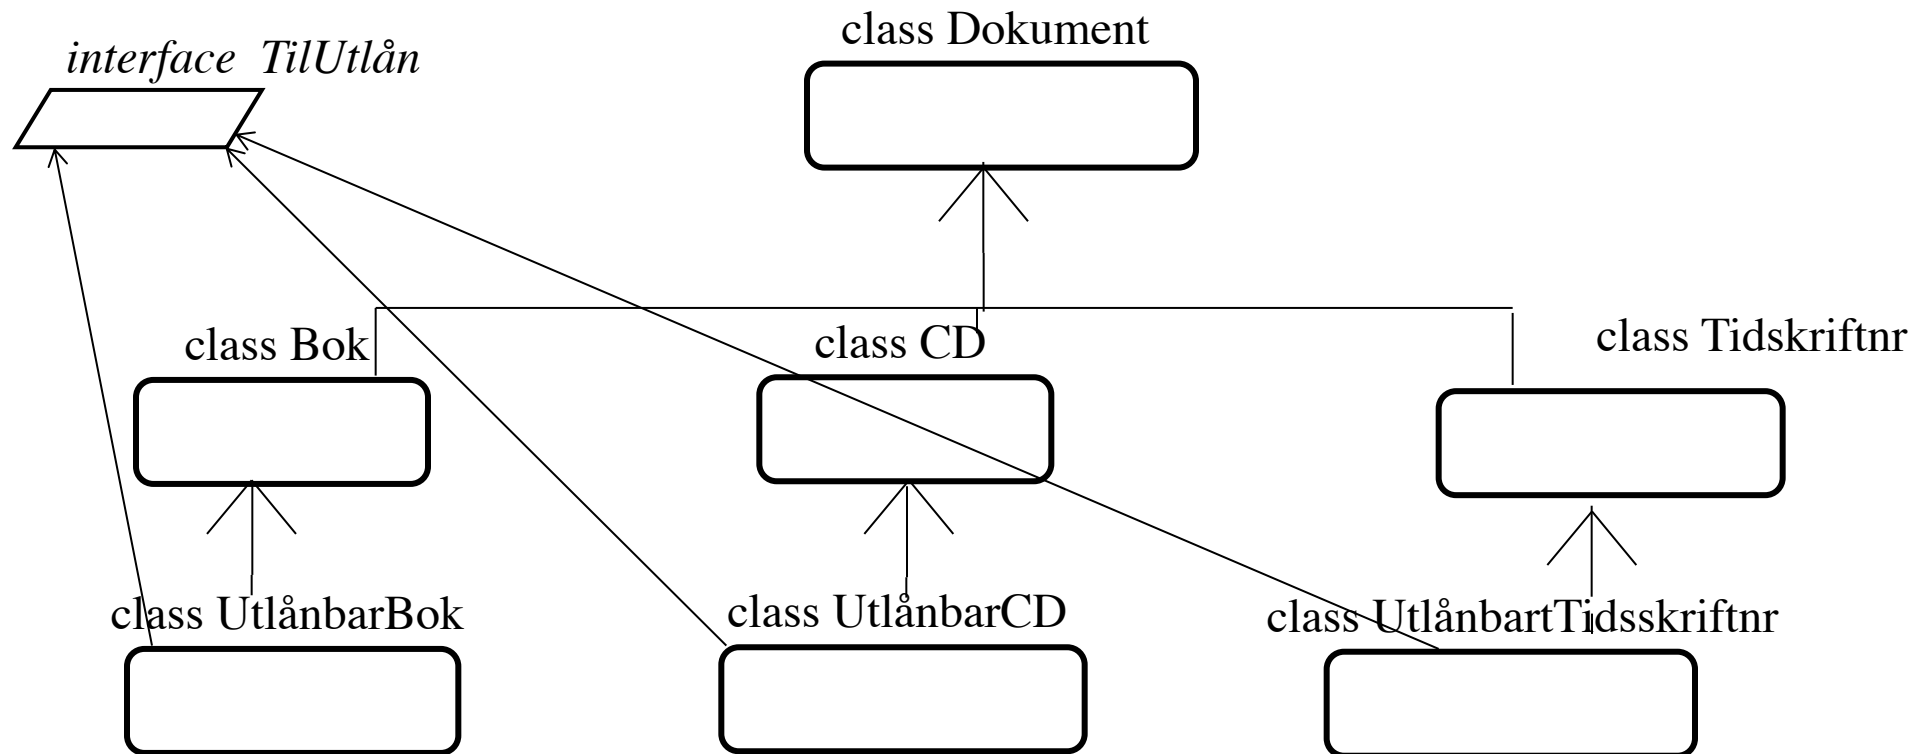 class Dokument
interface TilUtlån
class Bok
class CD
class Tidskriftnr
class UtlånbarBok
class UtlånbarCD
class UtlånbartTidsskriftnr